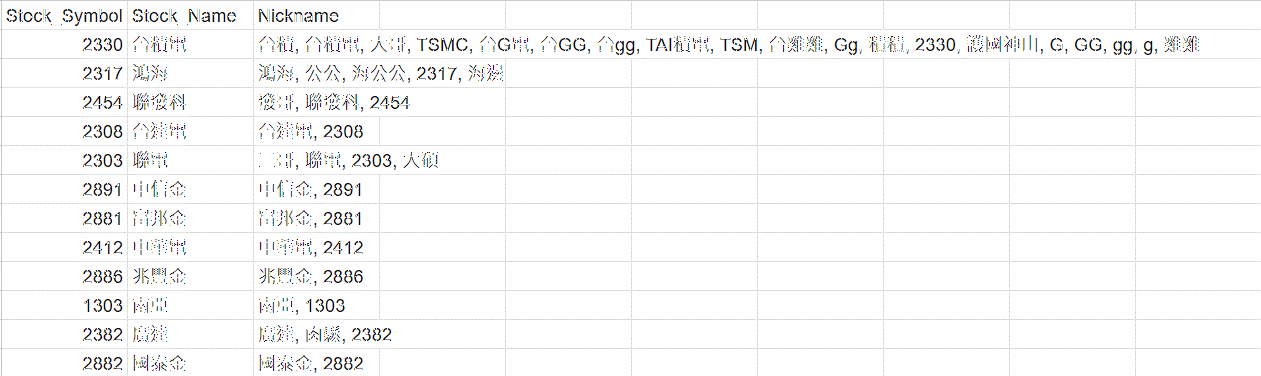 Stock_Symbol Stock_Name Nickname
2330 台積電 台積, 台積電, 大哥, TSMC, 台G電, 台GG, 台gg, TAI積電, TSM, 台雞雞, Gg, 積積, 2330, 護國神山, G, GG, gg, g, 雞雞
2317 鴻海 鴻海, 公公, 海公公, 2317, 海邊
2454 聯發科 發哥, 聯發科, 2454
2308 台達電 台達電, 2308
2303 聯電 二哥, 聯電, 2303, 大碩
2891 中信金 中信金, 2891
2881 富邦金 富邦金, 2881
2412 中華電 中華電, 2412
2886 兆豐金 兆豐金, 2886
1303 南亞 南亞, 1303
2382 廣達 廣達, 肉鬆, 2382
2882 國泰金 國泰金, 2882